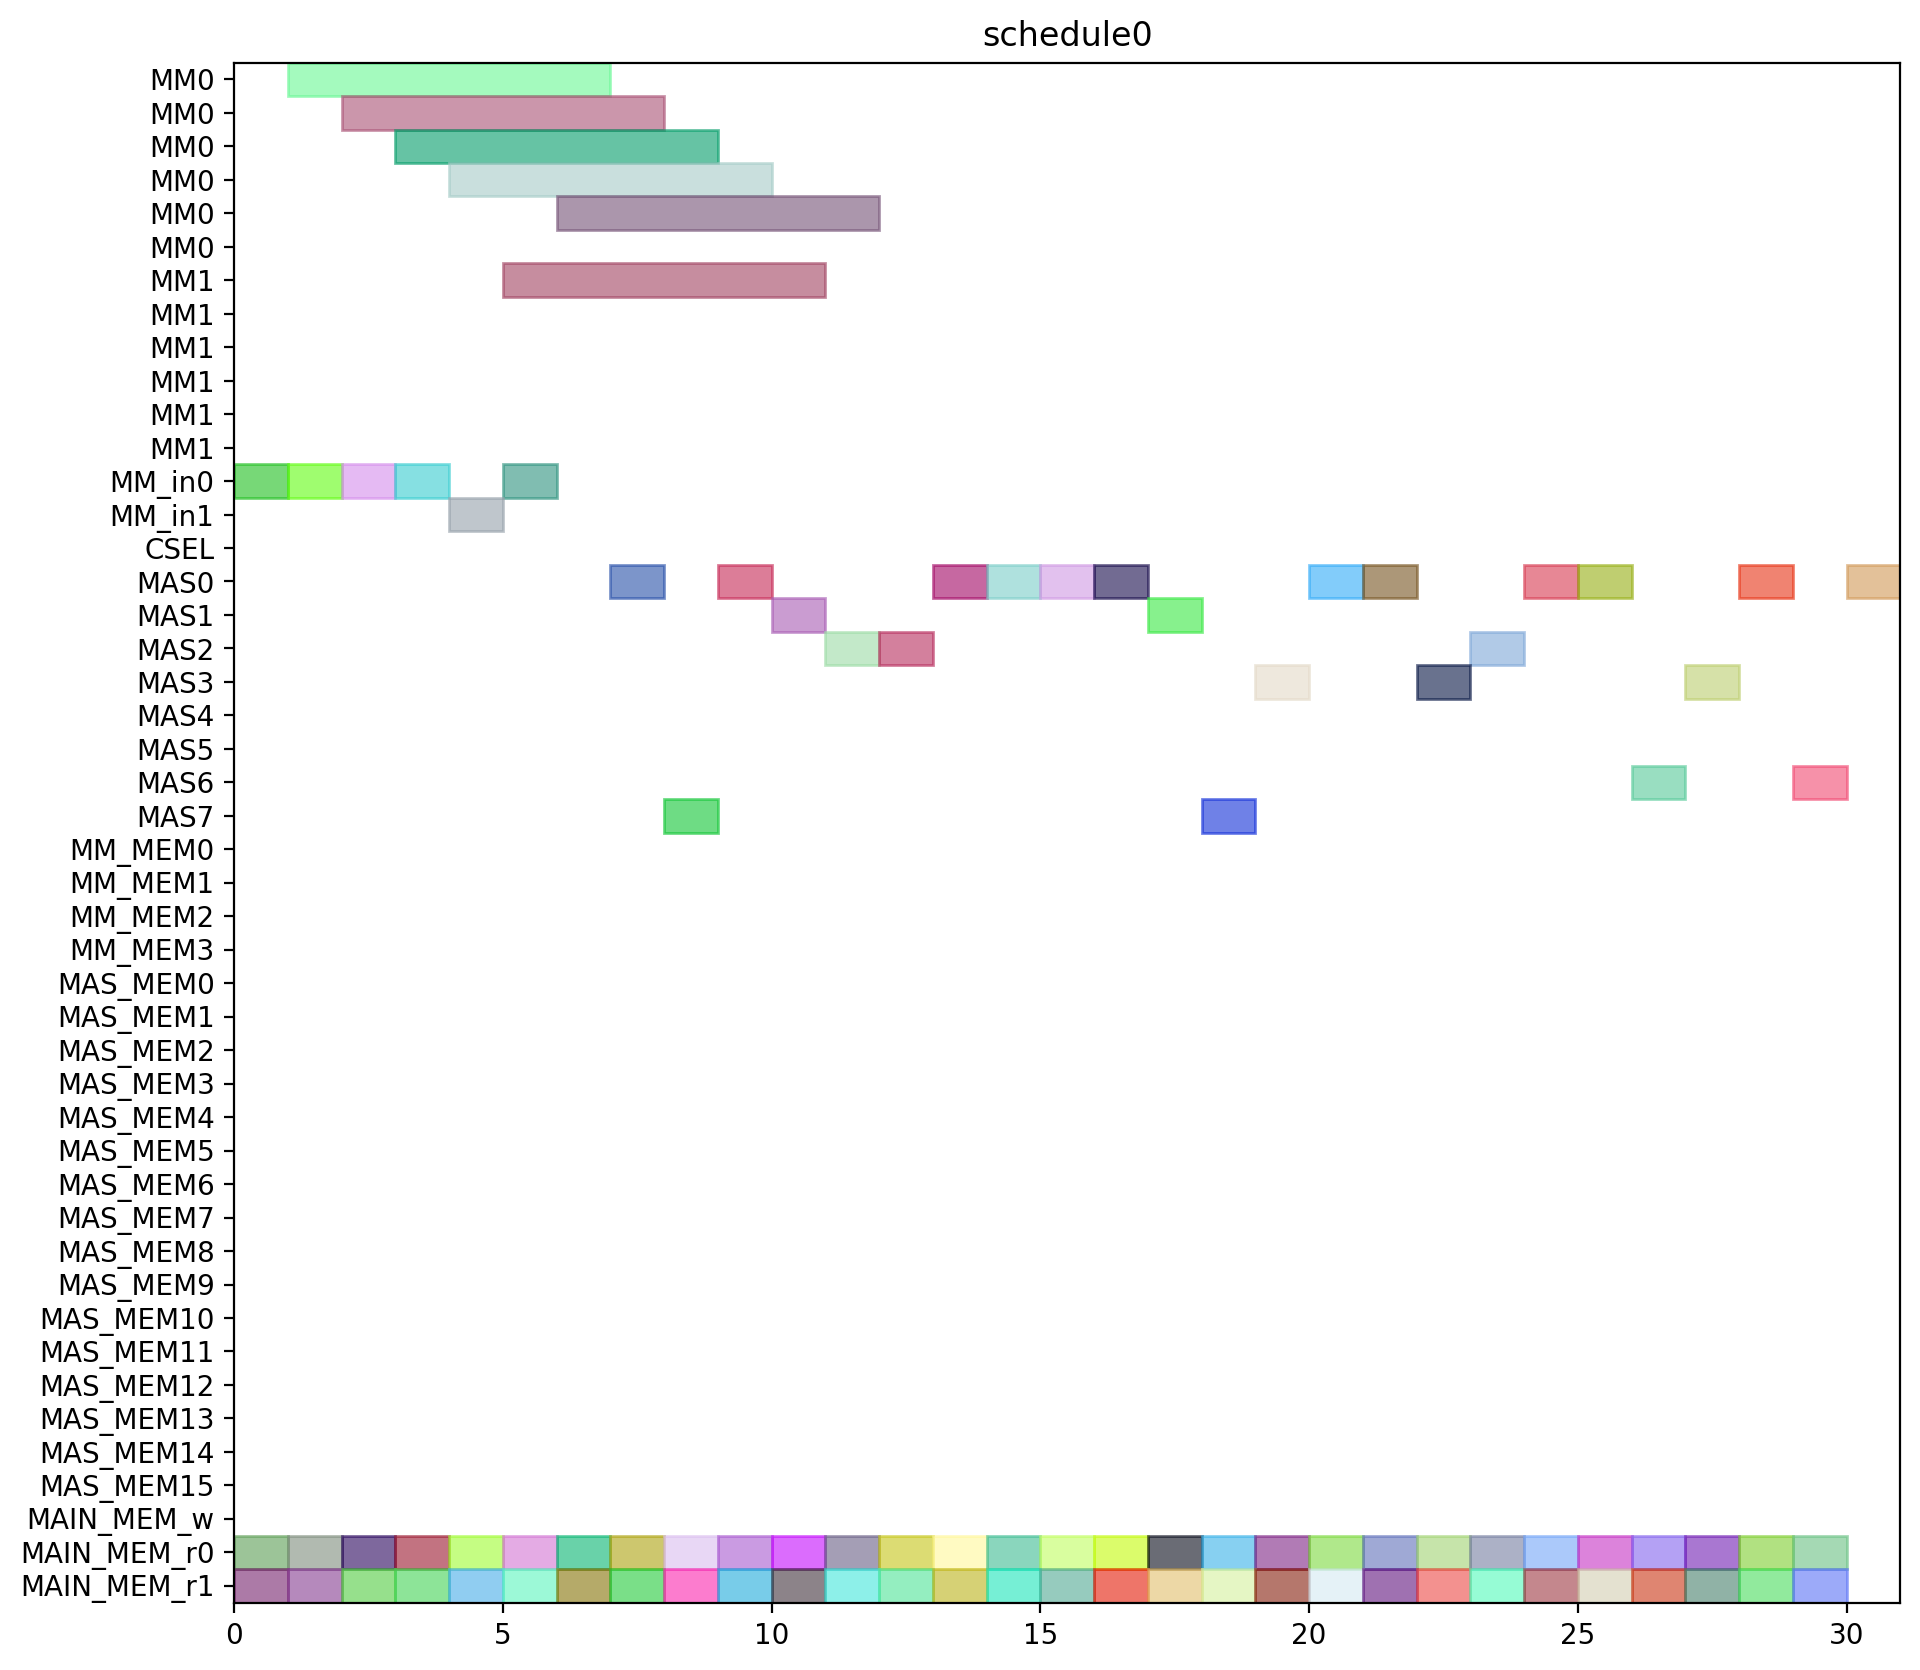 schedule0
MM0
MM0
MM0
MM0
MM0
MM0
MM1
MM1
MM1
MM1
MM1
MM1
MM_in0
MM_in1
CSEL
MAS0
MAS1
MAS2
MAS3
MAS4
MAS5
MAS6
MAS7
MM_MEM0
MM_MEM1
MM_MEM2
MM_MEM3
MAS_MEM0
MAS_MEM1
MAS_MEM2
MAS_MEM3
MAS_MEM4
MAS_MEM5
MAS_MEM6
MAS_MEM7
MAS_MEM8
MAS_MEM9
MAS_MEM10
MAS_MEM11
MAS_MEM12
MAS_MEM13
MAS_MEM14
MAS_MEM15
MAIN_MEM_w
MAIN_MEM_r0
MAIN_MEM_r1
0 5 10 15 20 25 30